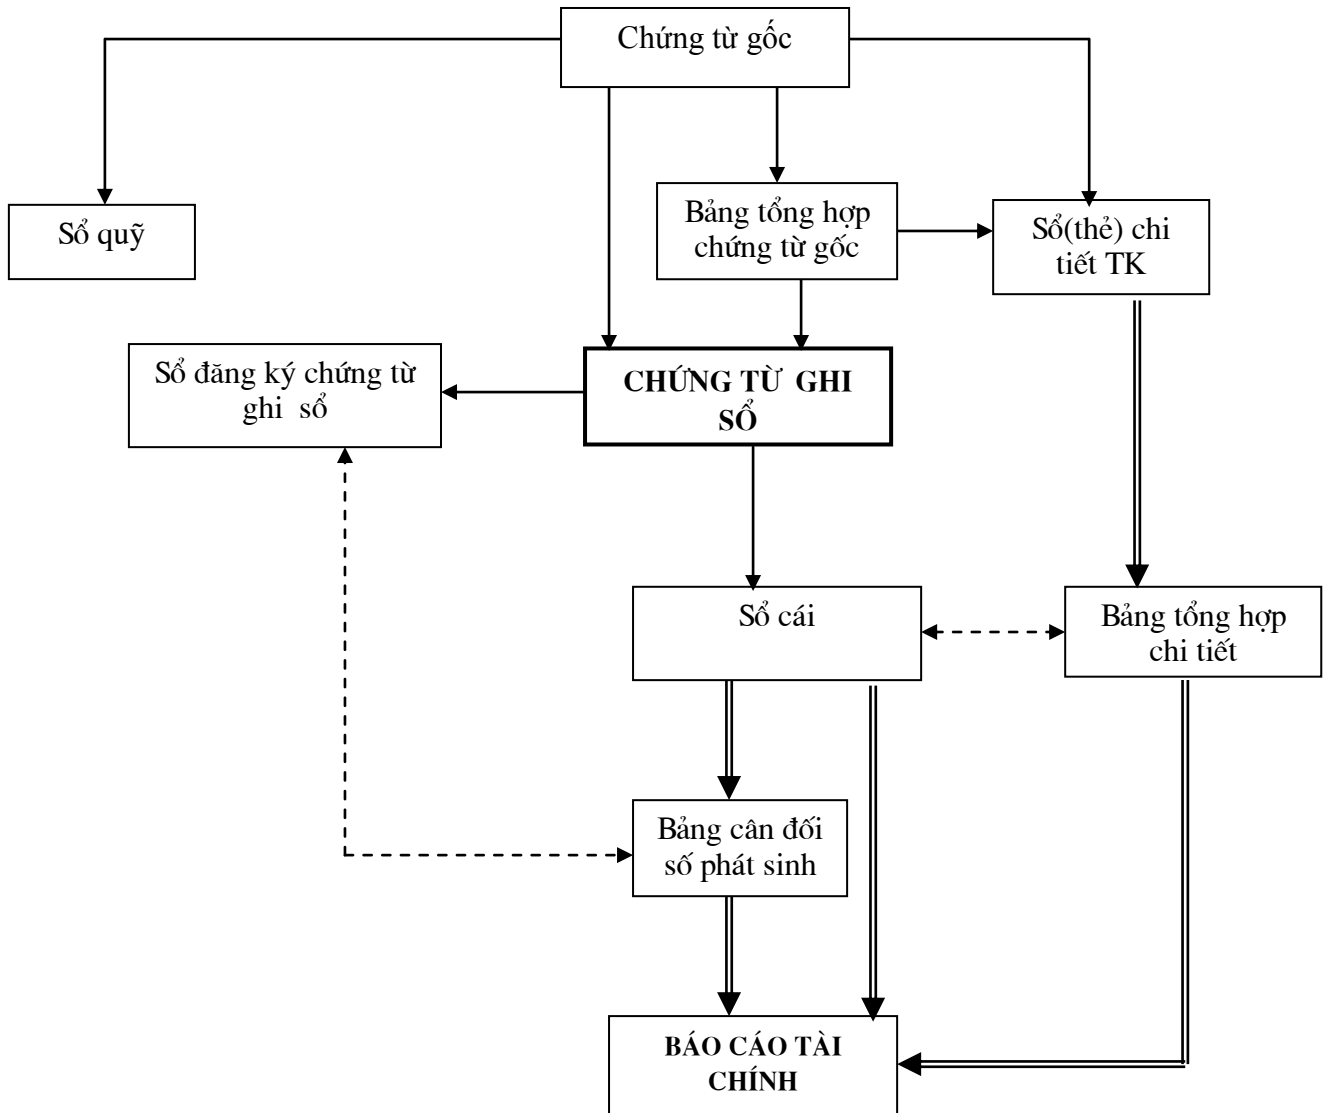 Chứng từ gốc
Sổ quỹ
Bảng tổng hợp
chứng từ gốc
Sổ(thẻ) chi
tiết TK
Sổ đăng ký chứng từ
ghi sổ
CHỨNG TỪ GHI
SỔ
Sổ cái
Bảng tổng hợp
chi tiết
Bảng cân đối
số phát sinh
BÁO CÁO TÀI
CHÍNH